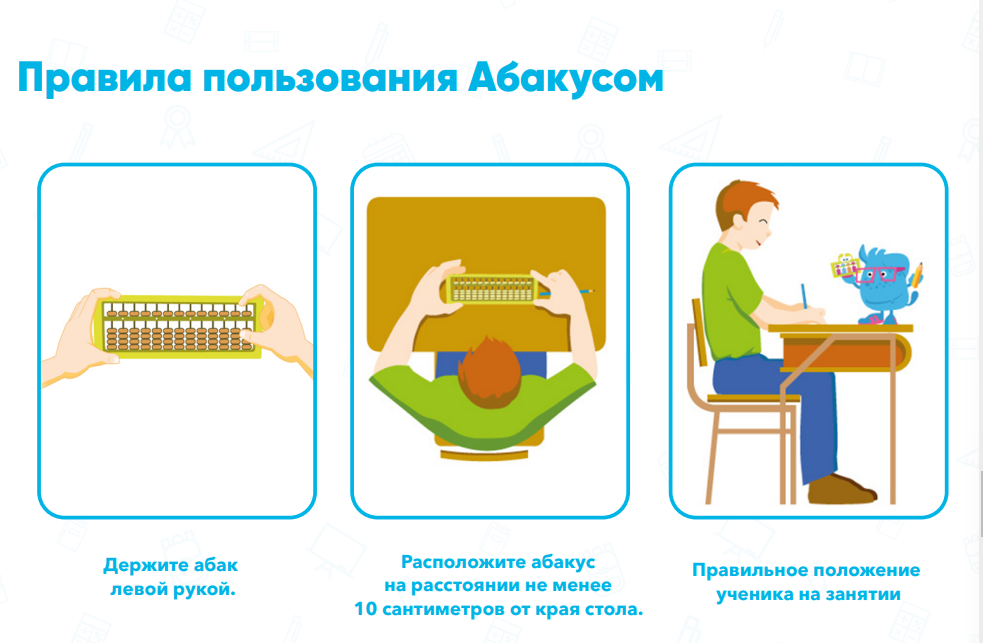 Правила пользования Абакусом
Держите абак
левой рукой.
Расположите абакус
на расстоянии не менее
10 сантиметров от края стола.
Правильное положение
ученика на занятии